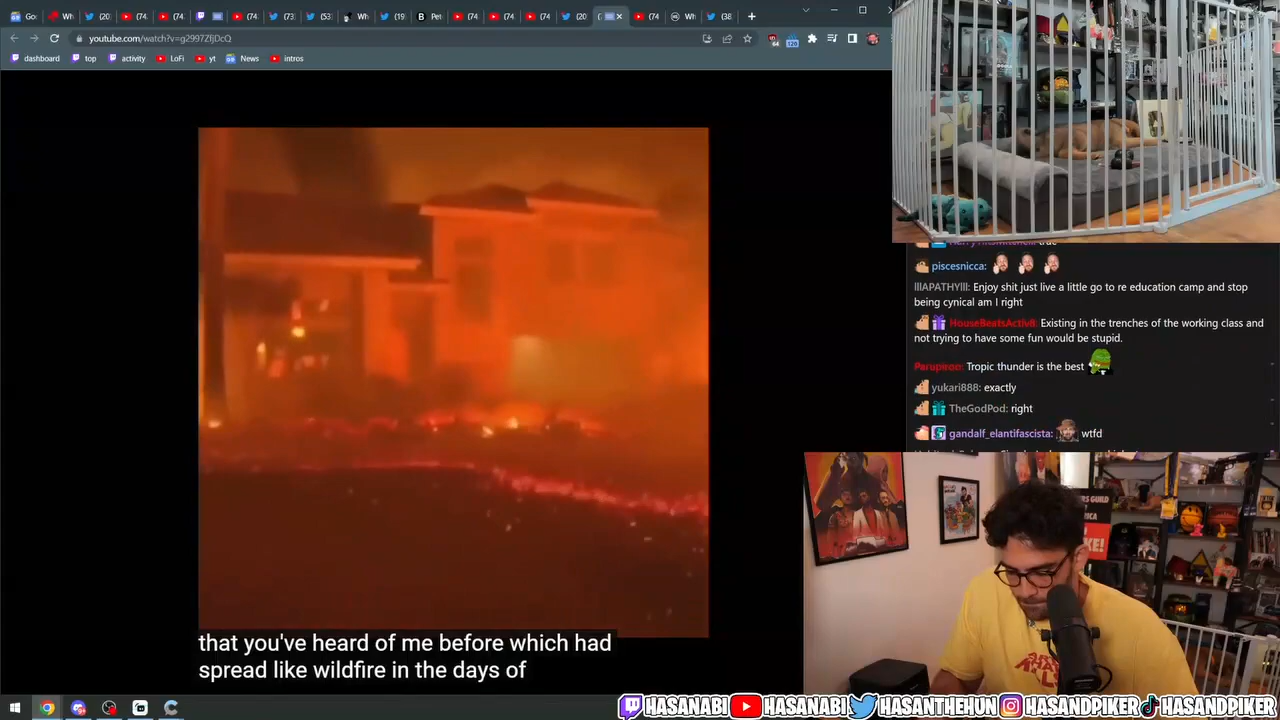 youtube.com/watch?v=g2997ZfjDcQ
dashboard
top
activity
LoFi
yt
News
intros
piscesnicca:
lllAPATHYlll: Enjoy shit just live a little go to re education camp and stop
being cynical am I right
HouseBeatsActiv8: Existing in the trenches of the working class and
not trying to have some fun would be stupid.
Parupiron: Tropic thunder is the best
yukari888: exactly
TheGodPod: right
gandalf_elantifascista: wtfd
that you've heard of me before which had
spread like wildfire in the days of
HASANABI
HASANABI
HASANTHEHUN
HASANDPIKER
HASANDPIKER